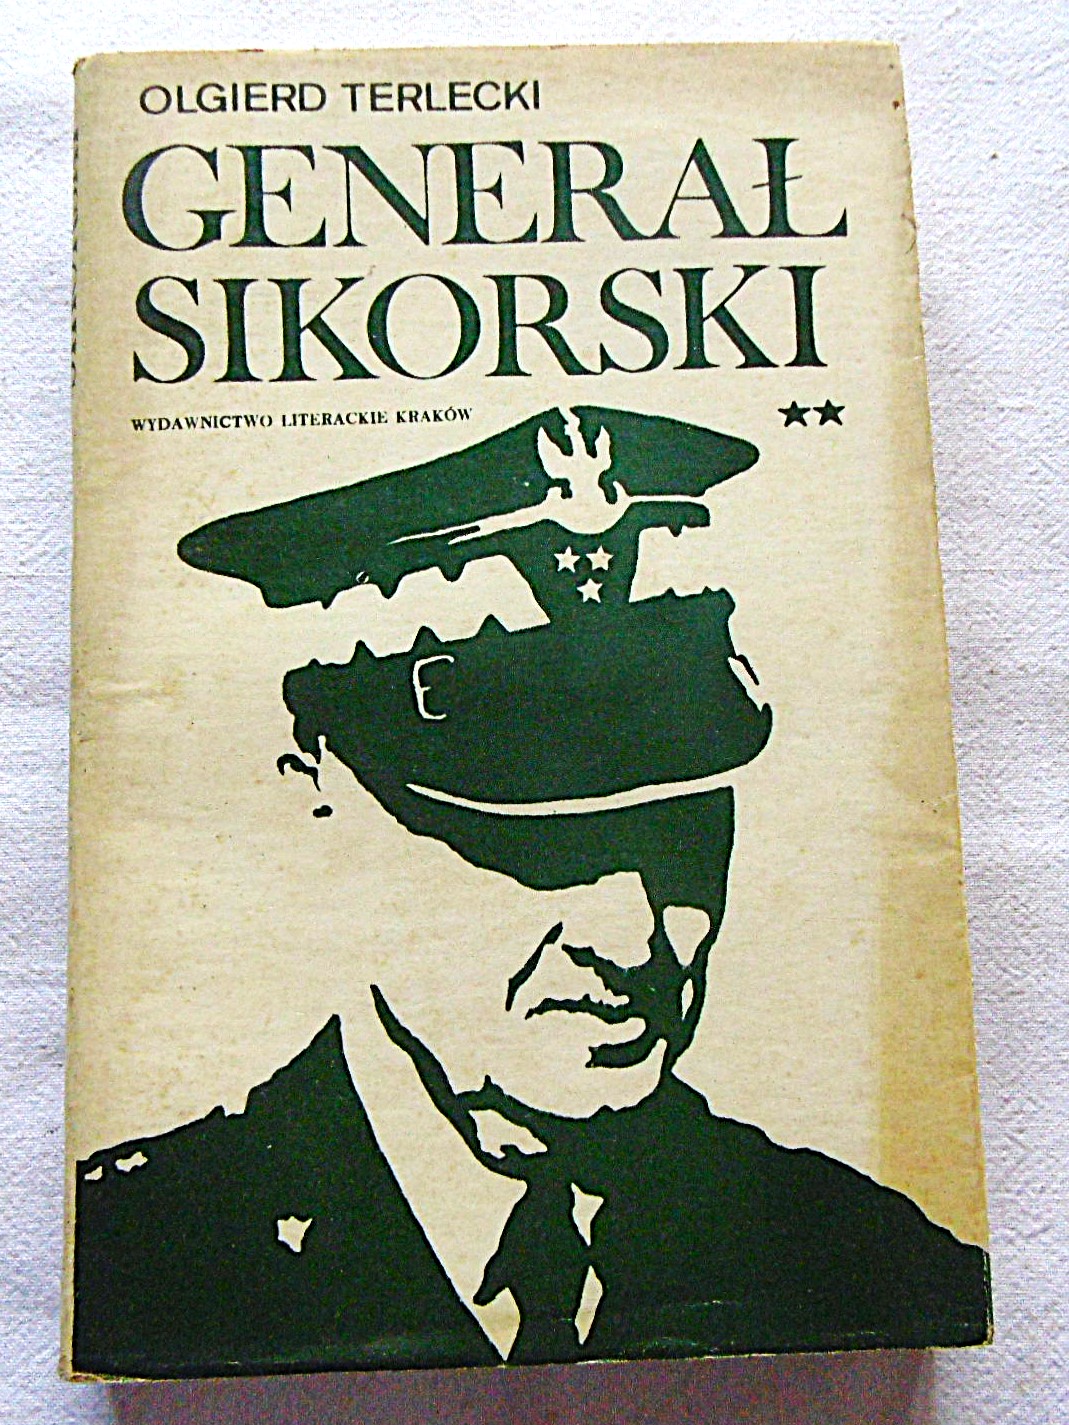 OLGIERD TERLECKI
GENERAŁ
SIKORSKI
WYDAWNICTWO LITERACKIE KRAKÓW
★★